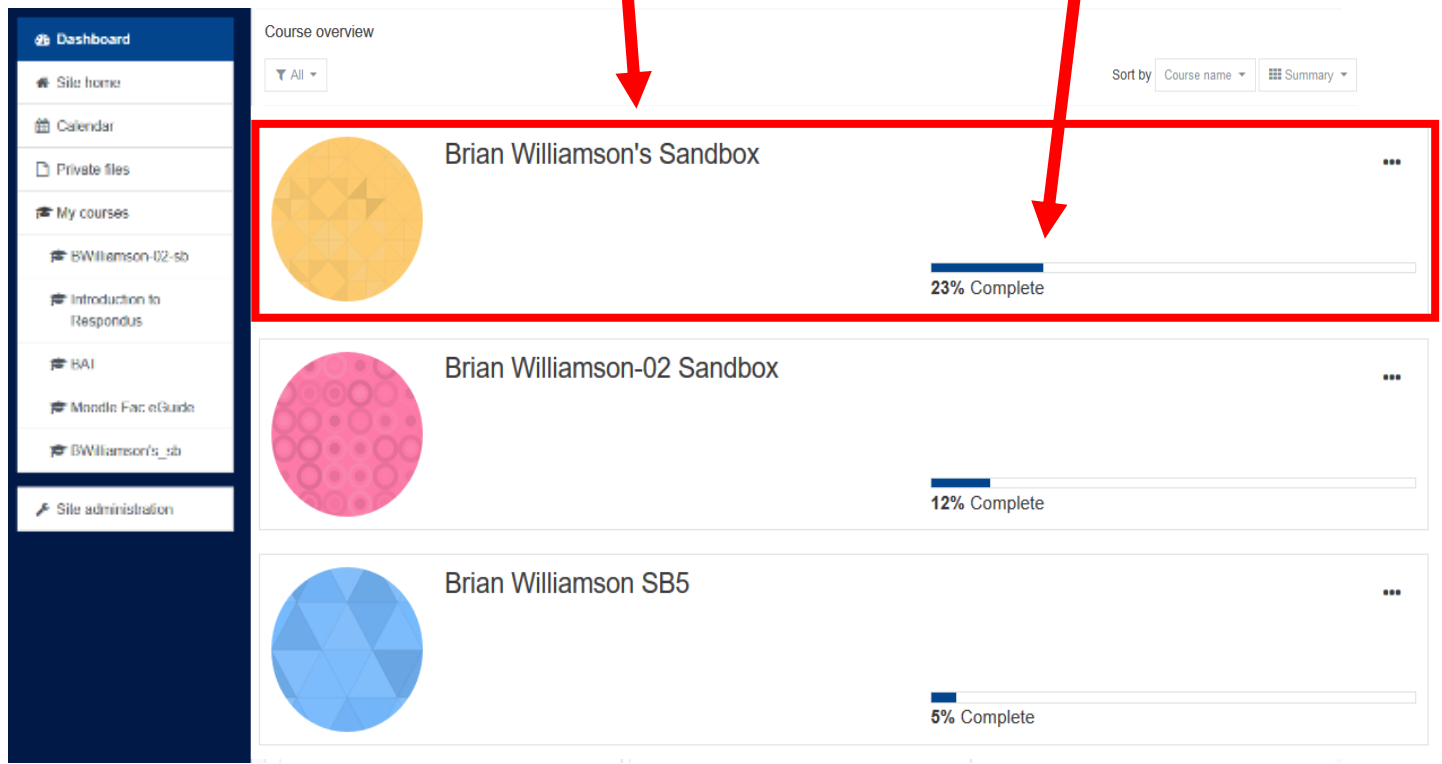 Dashboard
Site home
Calendar
Private files
My courses
BWilliamson-02-sb
Introduction to
Respondus
BAI
Moodle Fac eGuide
BWilliamson's_sb
Site administration
Course overview
All
Sort by Course name Summary
Brian Williamson's Sandbox
23% Complete
Brian Williamson-02 Sandbox
12% Complete
Brian Williamson SB5
5% Complete